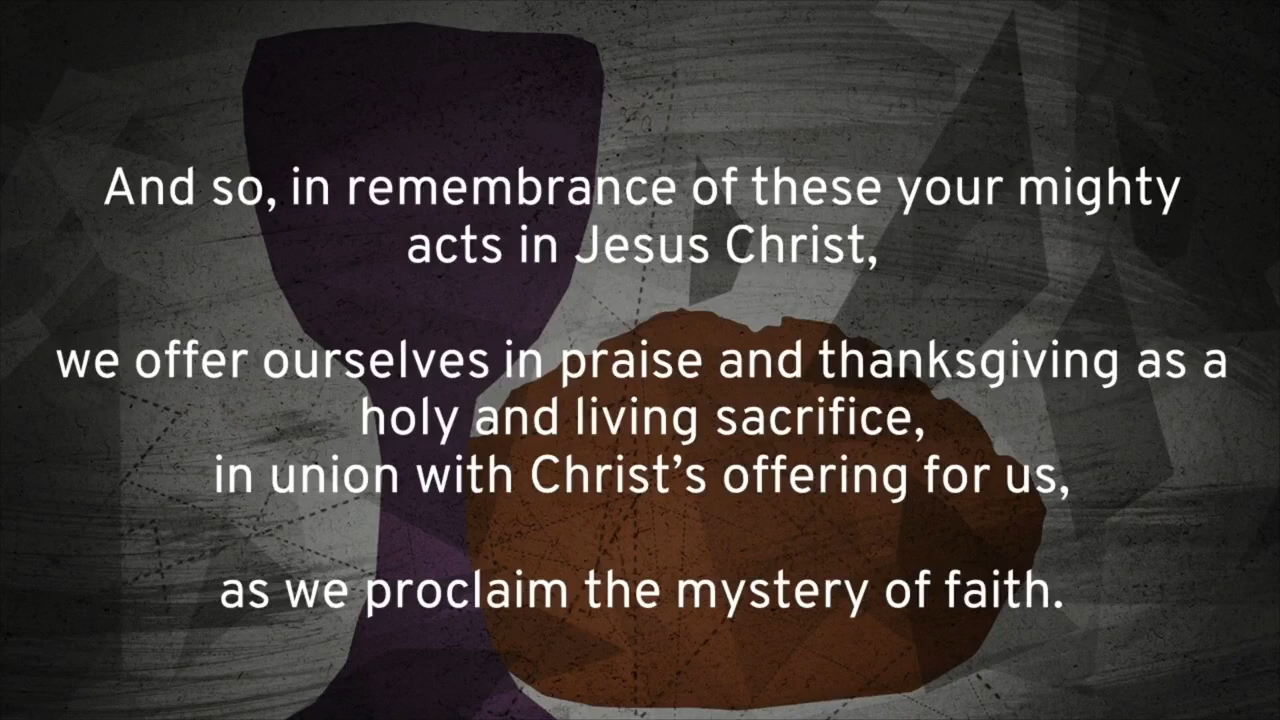 And so, in remembrance of these your mighty
acts in Jesus Christ,
we offer ourselves in praise and thanksgiving as a
holy and living sacrifice,
in union with Christ’s offering for us,
as we proclaim the mystery of faith.